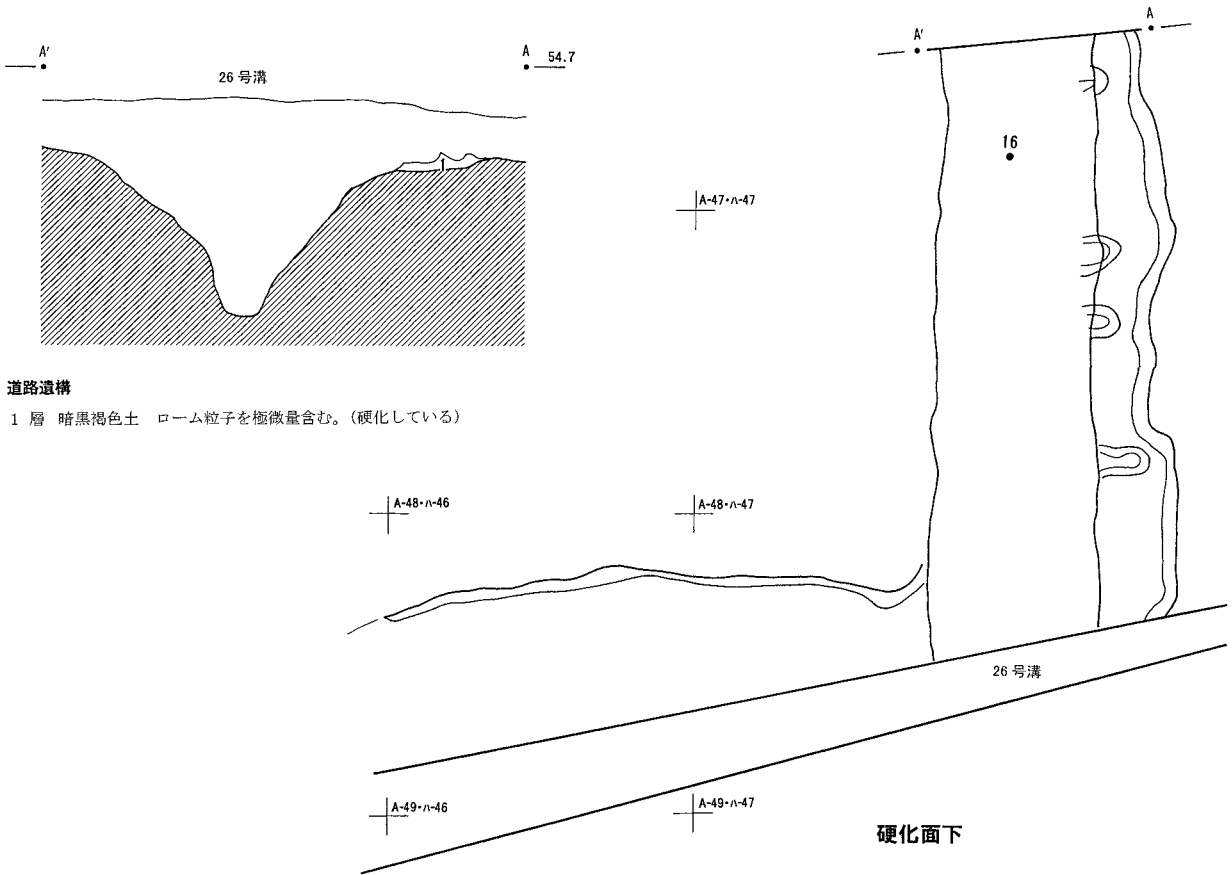 A'
A
54.7
26 号溝
1
道路遺構
1 層 暗黒褐色土 ローム粒子を極微量含む。(硬化している)
A'
A
16
A-47・ハ-47
A-48・ハ-46
A-48・ハ-47
26 号溝
A-49・ハ-46
A-49・ハ-47
硬化面下